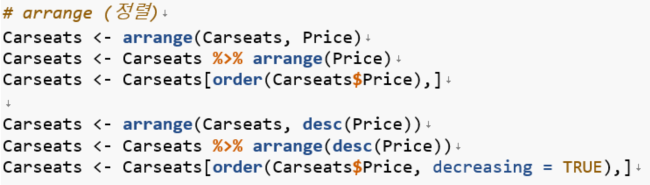 # arrange (정렬)
Carseats <- arrange(Carseats, Price)
Carseats <- Carseats %>% arrange(Price)
Carseats <- Carseats[order(Carseats$Price),]
Carseats <- arrange(Carseats, desc(Price))
Carseats <- Carseats %>% arrange(desc(Price))
Carseats <- Carseats[order(Carseats$Price, decreasing = TRUE),]